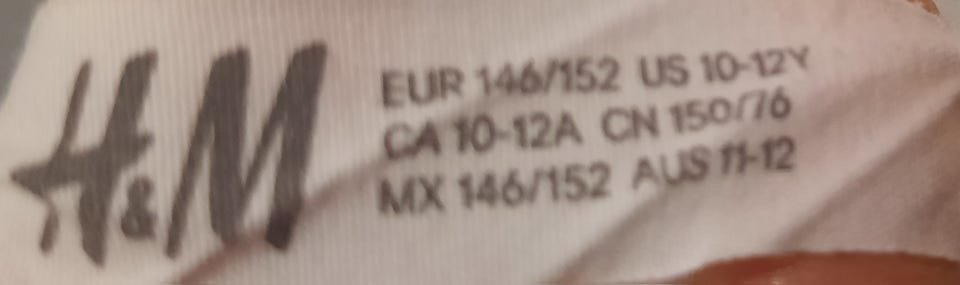 H&M
EUR 146/152 US 10-12Y
CA 10-12A CN 150/76
MX 146/152 AUS 11-12